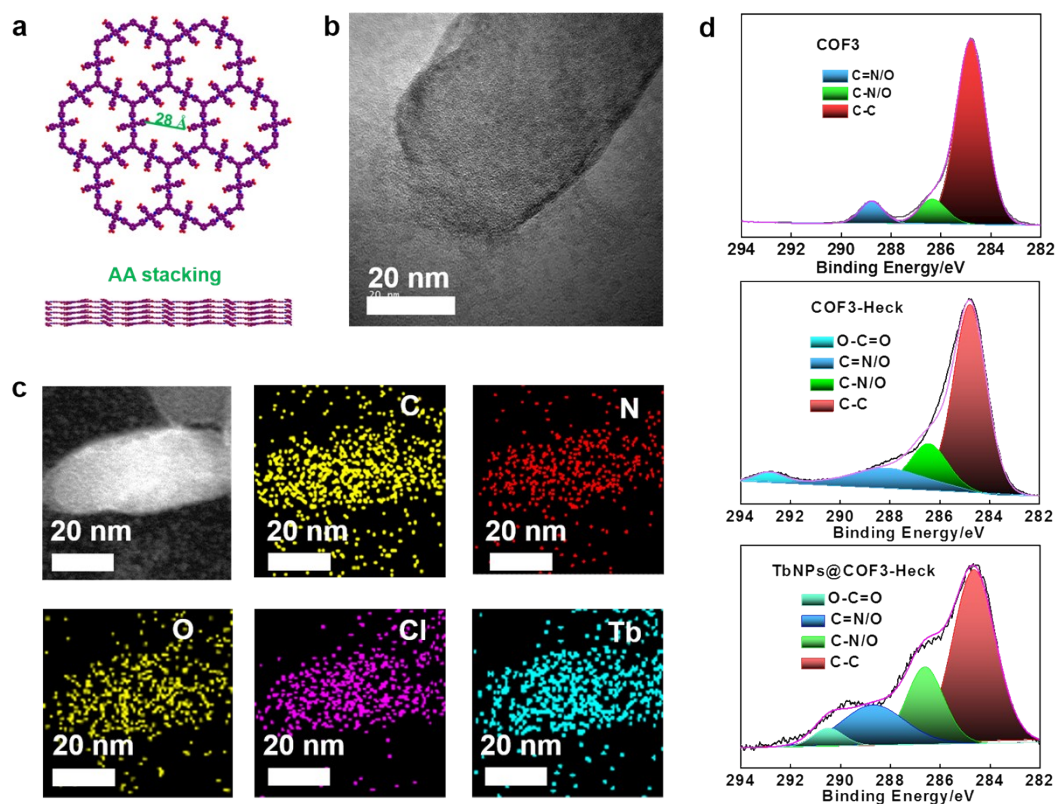 a
28 Å
AA stacking
b
20 nm
20 nm
c
20 nm
C
20 nm
N
20 nm
O
20 nm
Cl
20 nm
Tb
20 nm
d
COF3
C=N/O
C-N/O
C-C
294 292 290 288 286 284 282
Binding Energy/eV
COF3-Heck
O-C=O
C=N/O
C-N/O
C-C
294 292 290 288 286 284 282
Binding Energy/eV
TbNPs@COF3-Heck
O-C=O
C=N/O
C-N/O
C-C
294 292 290 288 286 284 282
Binding Energy/eV